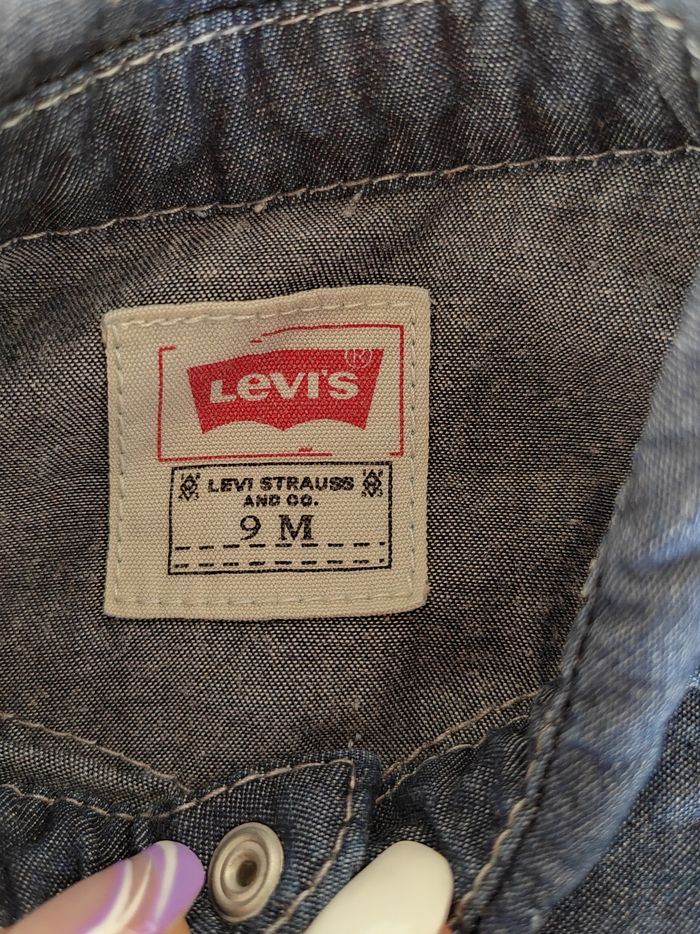 LEVI'S ®
LEVI STRAUSS
AND CO.
9 M